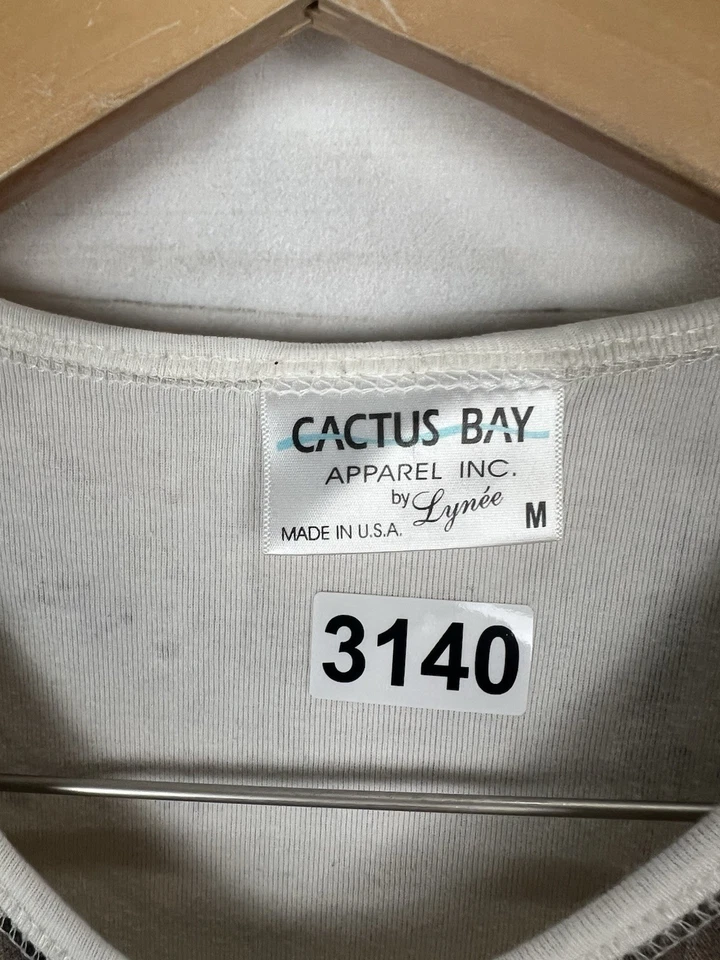 CACTUS BAY
APPAREL INC.
by Lynée
MADE IN U.S.A. M
3140